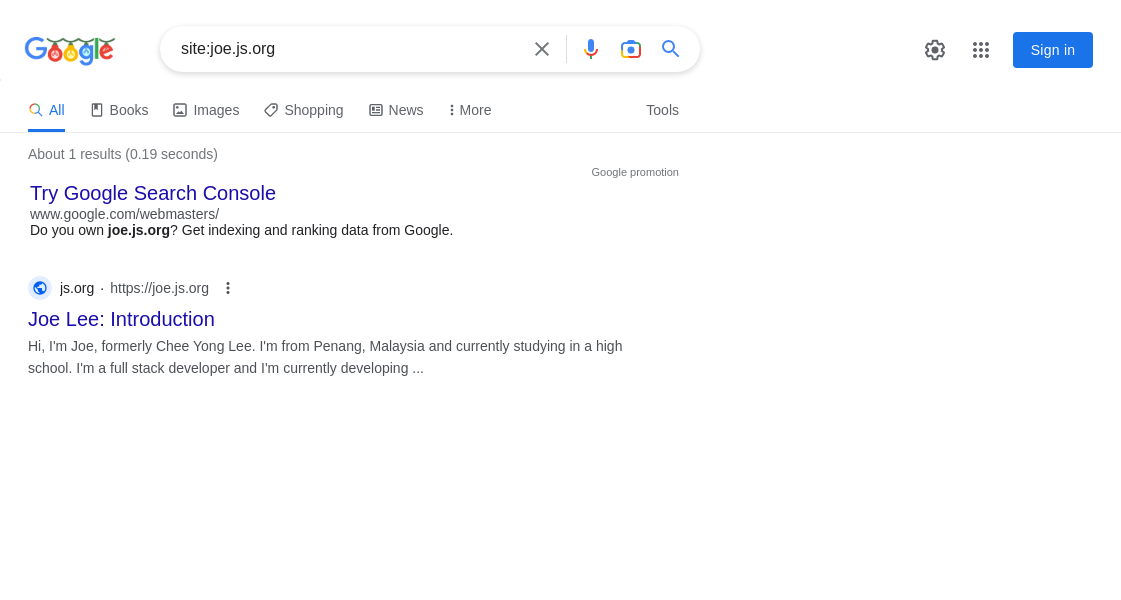 Google
site:joe.js.org
Sign in
All
Books
Images
Shopping
News
More
Tools
About 1 results (0.19 seconds)
Google promotion
Try Google Search Console
www.google.com/webmasters/
Do you own joe.js.org? Get indexing and ranking data from Google.
js.org · https://joe.js.org
Joe Lee: Introduction
Hi, I'm Joe, formerly Chee Yong Lee. I'm from Penang, Malaysia and currently studying in a high
school. I'm a full stack developer and I'm currently developing ...